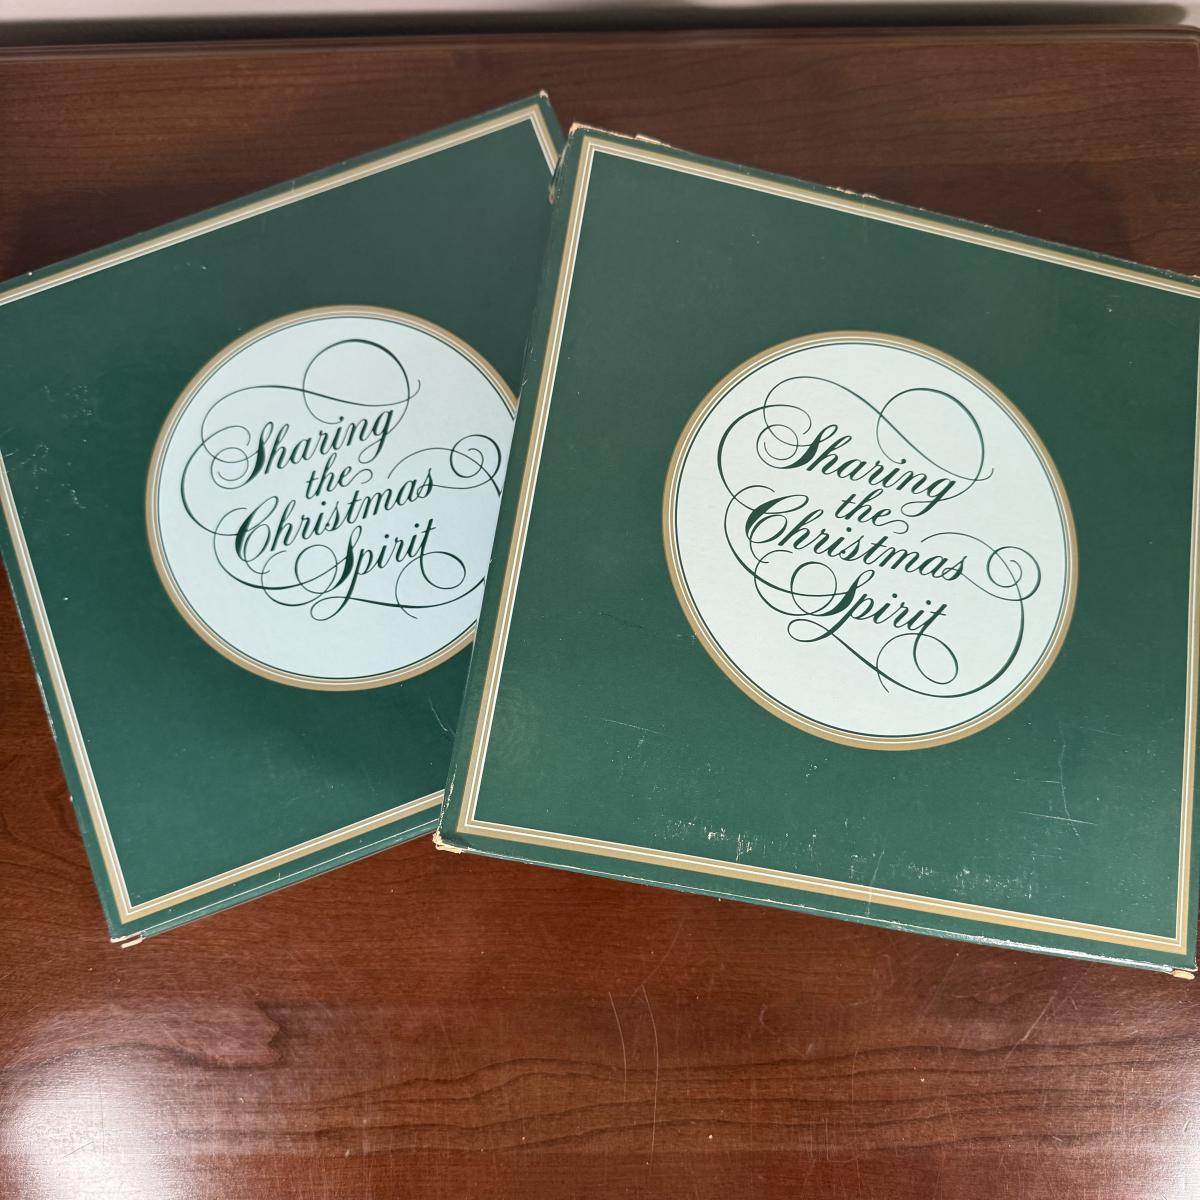 Sharing
the
Christmas
Spirit
Sharing
the
Christmas
Spirit